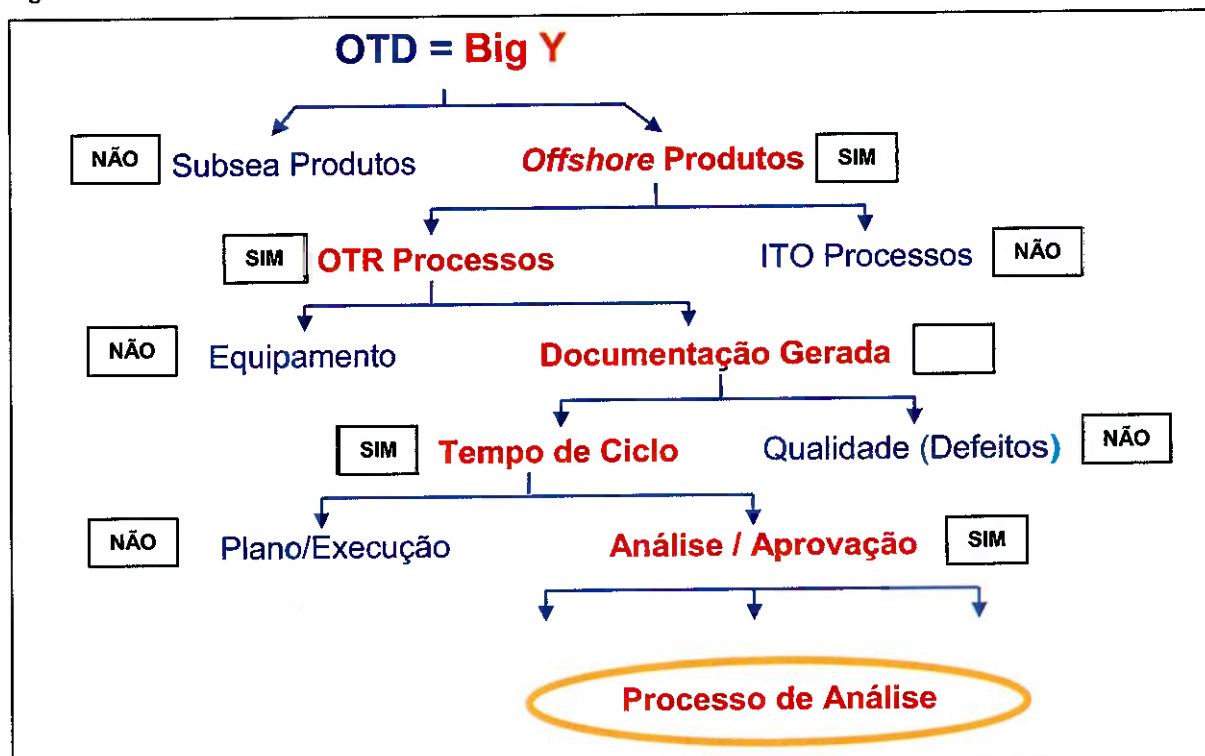 OTD = Big Y
NÃO Subsea Produtos Offshore Produtos SIM
SIM OTR Processos ITO Processos NÃO
NÃO Equipamento Documentação Gerada
SIM Tempo de Ciclo Qualidade (Defeitos) NÃO
NÃO Plano/Execução Análise / Aprovação SIM
Processo de Análise